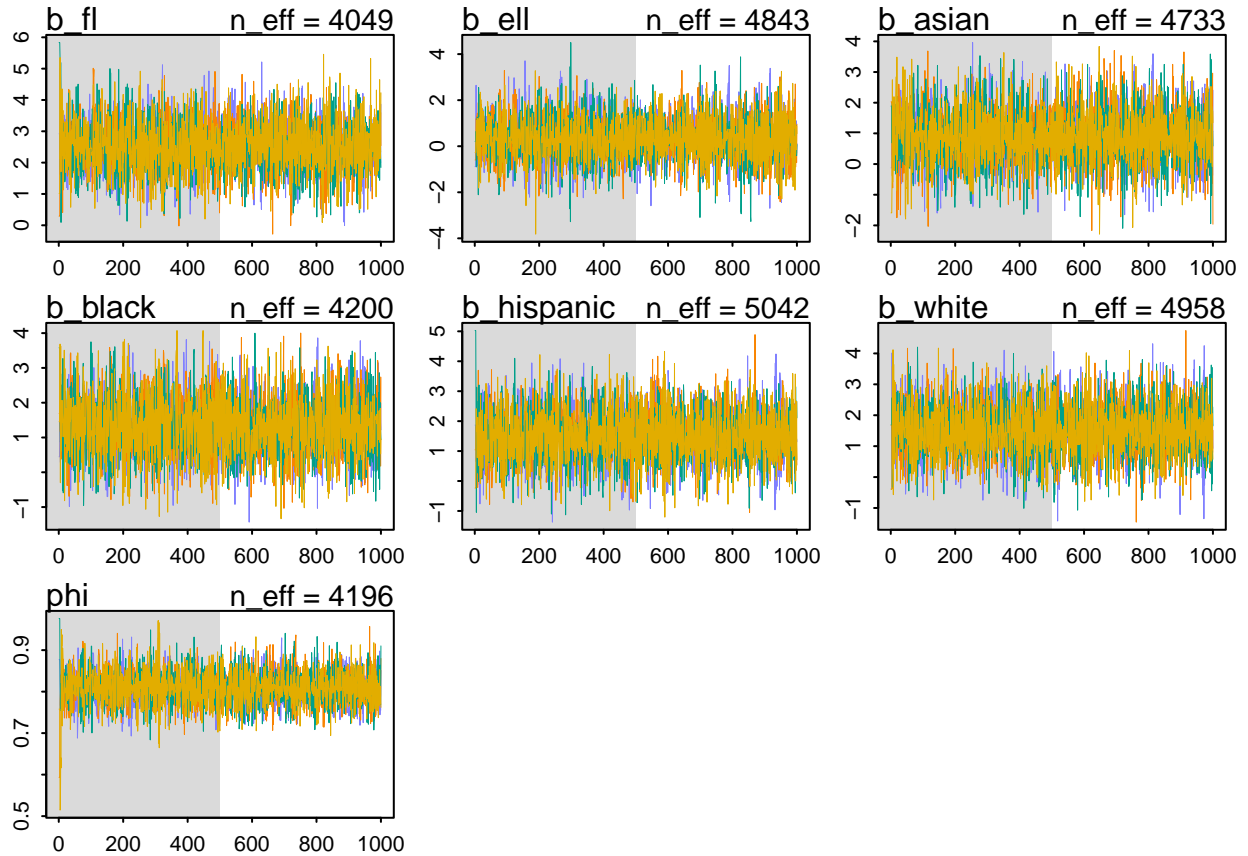 b_fl n_eff = 4049
0 1 2 3 4 5 6
0 200 400 600 800 1000
b_ell n_eff = 4843
−4 −2 0 2 4
0 200 400 600 800 1000
b_asian n_eff = 4733
−2 0 1 2 3 4
0 200 400 600 800 1000
b_black n_eff = 4200
−1 1 2 3 4
0 200 400 600 800 1000
b_hispanic n_eff = 5042
−1 1 2 3 4 5
0 200 400 600 800 1000
b_white n_eff = 4958
−1 1 2 3 4
0 200 400 600 800 1000
phi n_eff = 4196
0.5 0.7 0.9
0 200 400 600 800 1000